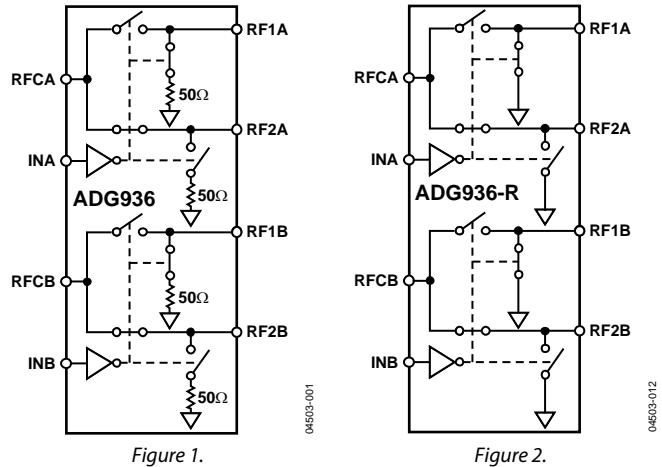 RF1A
RFCA
50Ω
RF2A
INA
50Ω
ADG936
RF1B
RFCB
50Ω
RF2B
INB
50Ω
04503-001
Figure 1.
RF1A
RFCA
RF2A
INA
ADG936-R
RF1B
RFCB
RF2B
INB
04503-012
Figure 2.